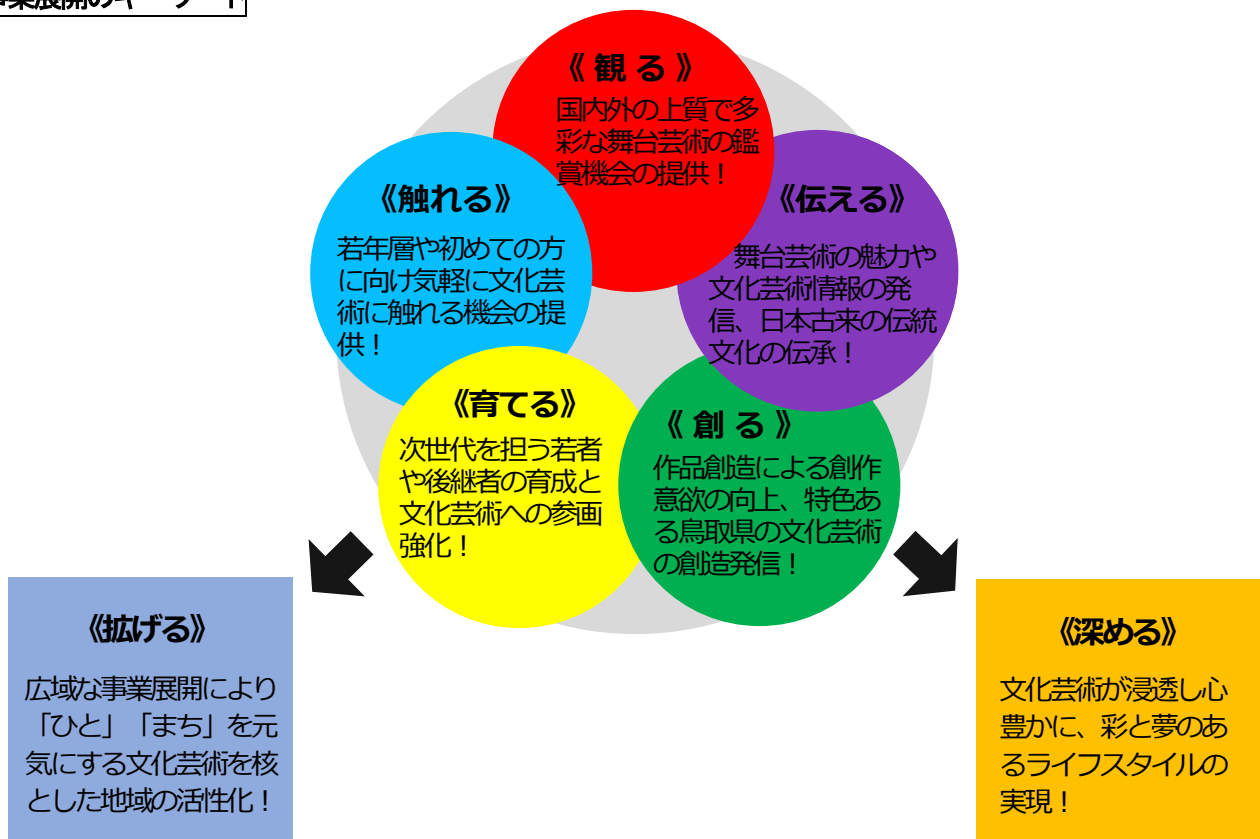 事業展開のキーワード
《 観 る 》
国内外の上質で多
彩な舞台芸術の鑑
賞機会の提供！
《触れる》
若年層や初めての方
に向け気軽に文化芸
術に触れる機会の提
供！
《伝える》
舞台芸術の魅力や
文化芸術情報の発
信、日本古来の伝統
文化の伝承！
《育てる》
次世代を担う若者
や後継者の育成と
文化芸術への参画
強化！
《 創 る 》
作品創造による創作
意欲の向上、特色あ
る鳥取県の文化芸術
の創造発信！
《拡げる》
広域な事業展開により
「ひと」「まち」を元
気にする文化芸術を核
とした地域の活性化！
《深める》
文化芸術が浸透し心
豊かに、彩と夢のあ
るライフスタイルの
実現！